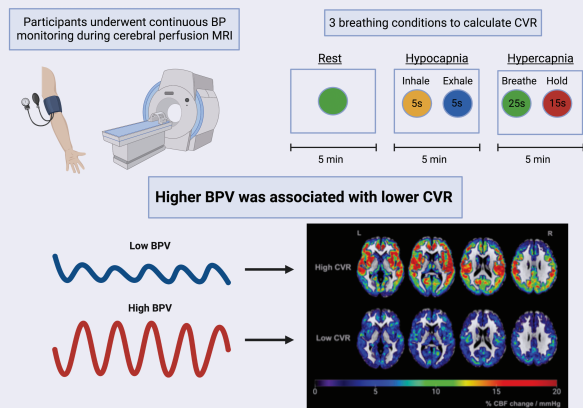 Participants underwent continuous BP
monitoring during cerebral perfusion MRI
3 breathing conditions to calculate CVR
Rest
Hypocapnia
Hypercapnia
Inhale
Exhale
Breathe
Hold
5s
5s
25s
15s
5 min
5 min
5 min
Higher BPV was associated with lower CVR
Low BPV
High BPV
L
R
High CVR
Low CVR
0
5
10
15
20
% CBF change / mmHg